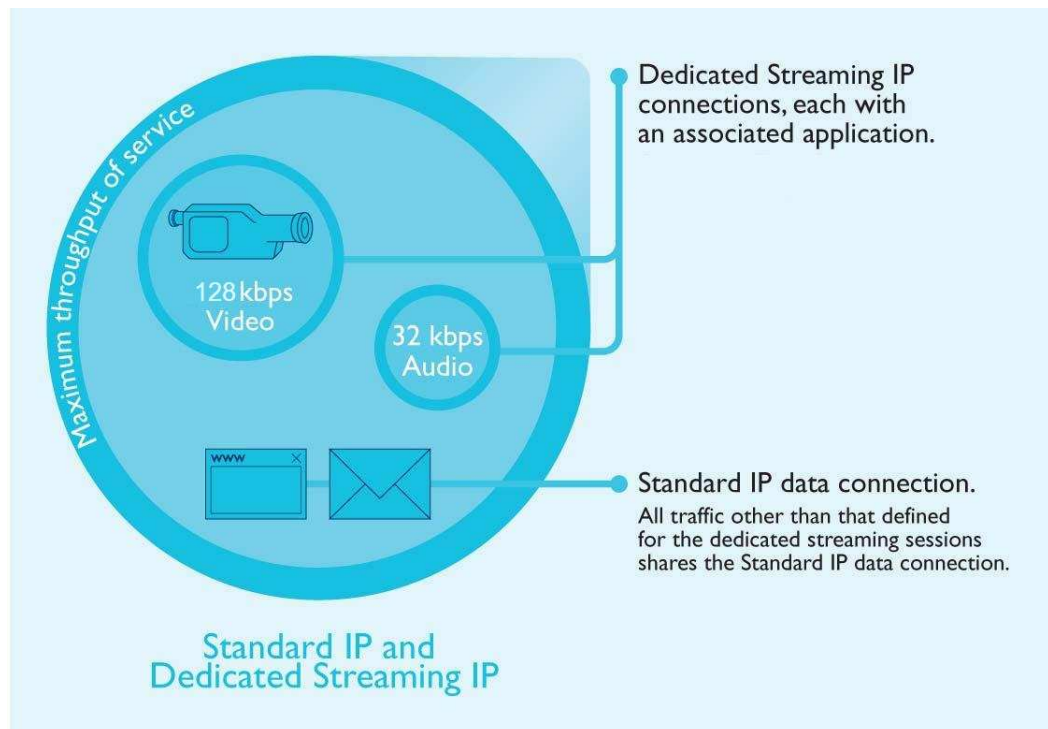 Maximum throughput of service
128 kbps
Video
32 kbps
Audio
www
Dedicated Streaming IP
connections, each with
an associated application.
Standard IP data connection.
All traffic other than that defined
for the dedicated streaming sessions
shares the Standard IP data connection.
Standard IP and
Dedicated Streaming IP